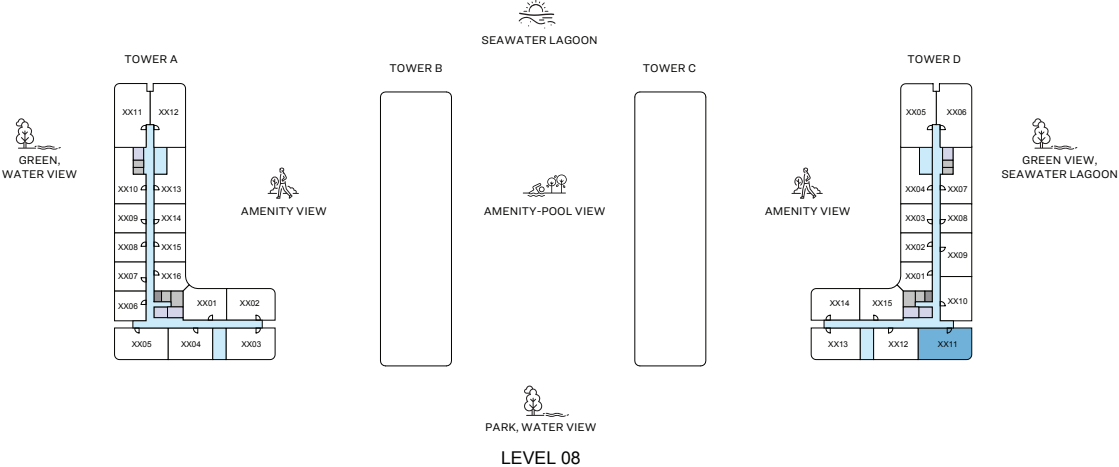 SEAWATER LAGOON
TOWER A
TOWER B
TOWER C
TOWER D
XX11
XX12
XX05
XX06
GREEN,
WATER VIEW
GREEN VIEW,
SEAWATER LAGOON
XX10
XX13
XX04
XX07
AMENITY VIEW
AMENITY-POOL VIEW
AMENITY VIEW
XX09
XX14
XX03
XX08
XX08
XX15
XX02
XX09
XX07
XX16
XX01
XX06
XX01
XX02
XX14
XX15
XX10
XX05
XX04
XX03
XX13
XX12
XX11
PARK, WATER VIEW
LEVEL 08